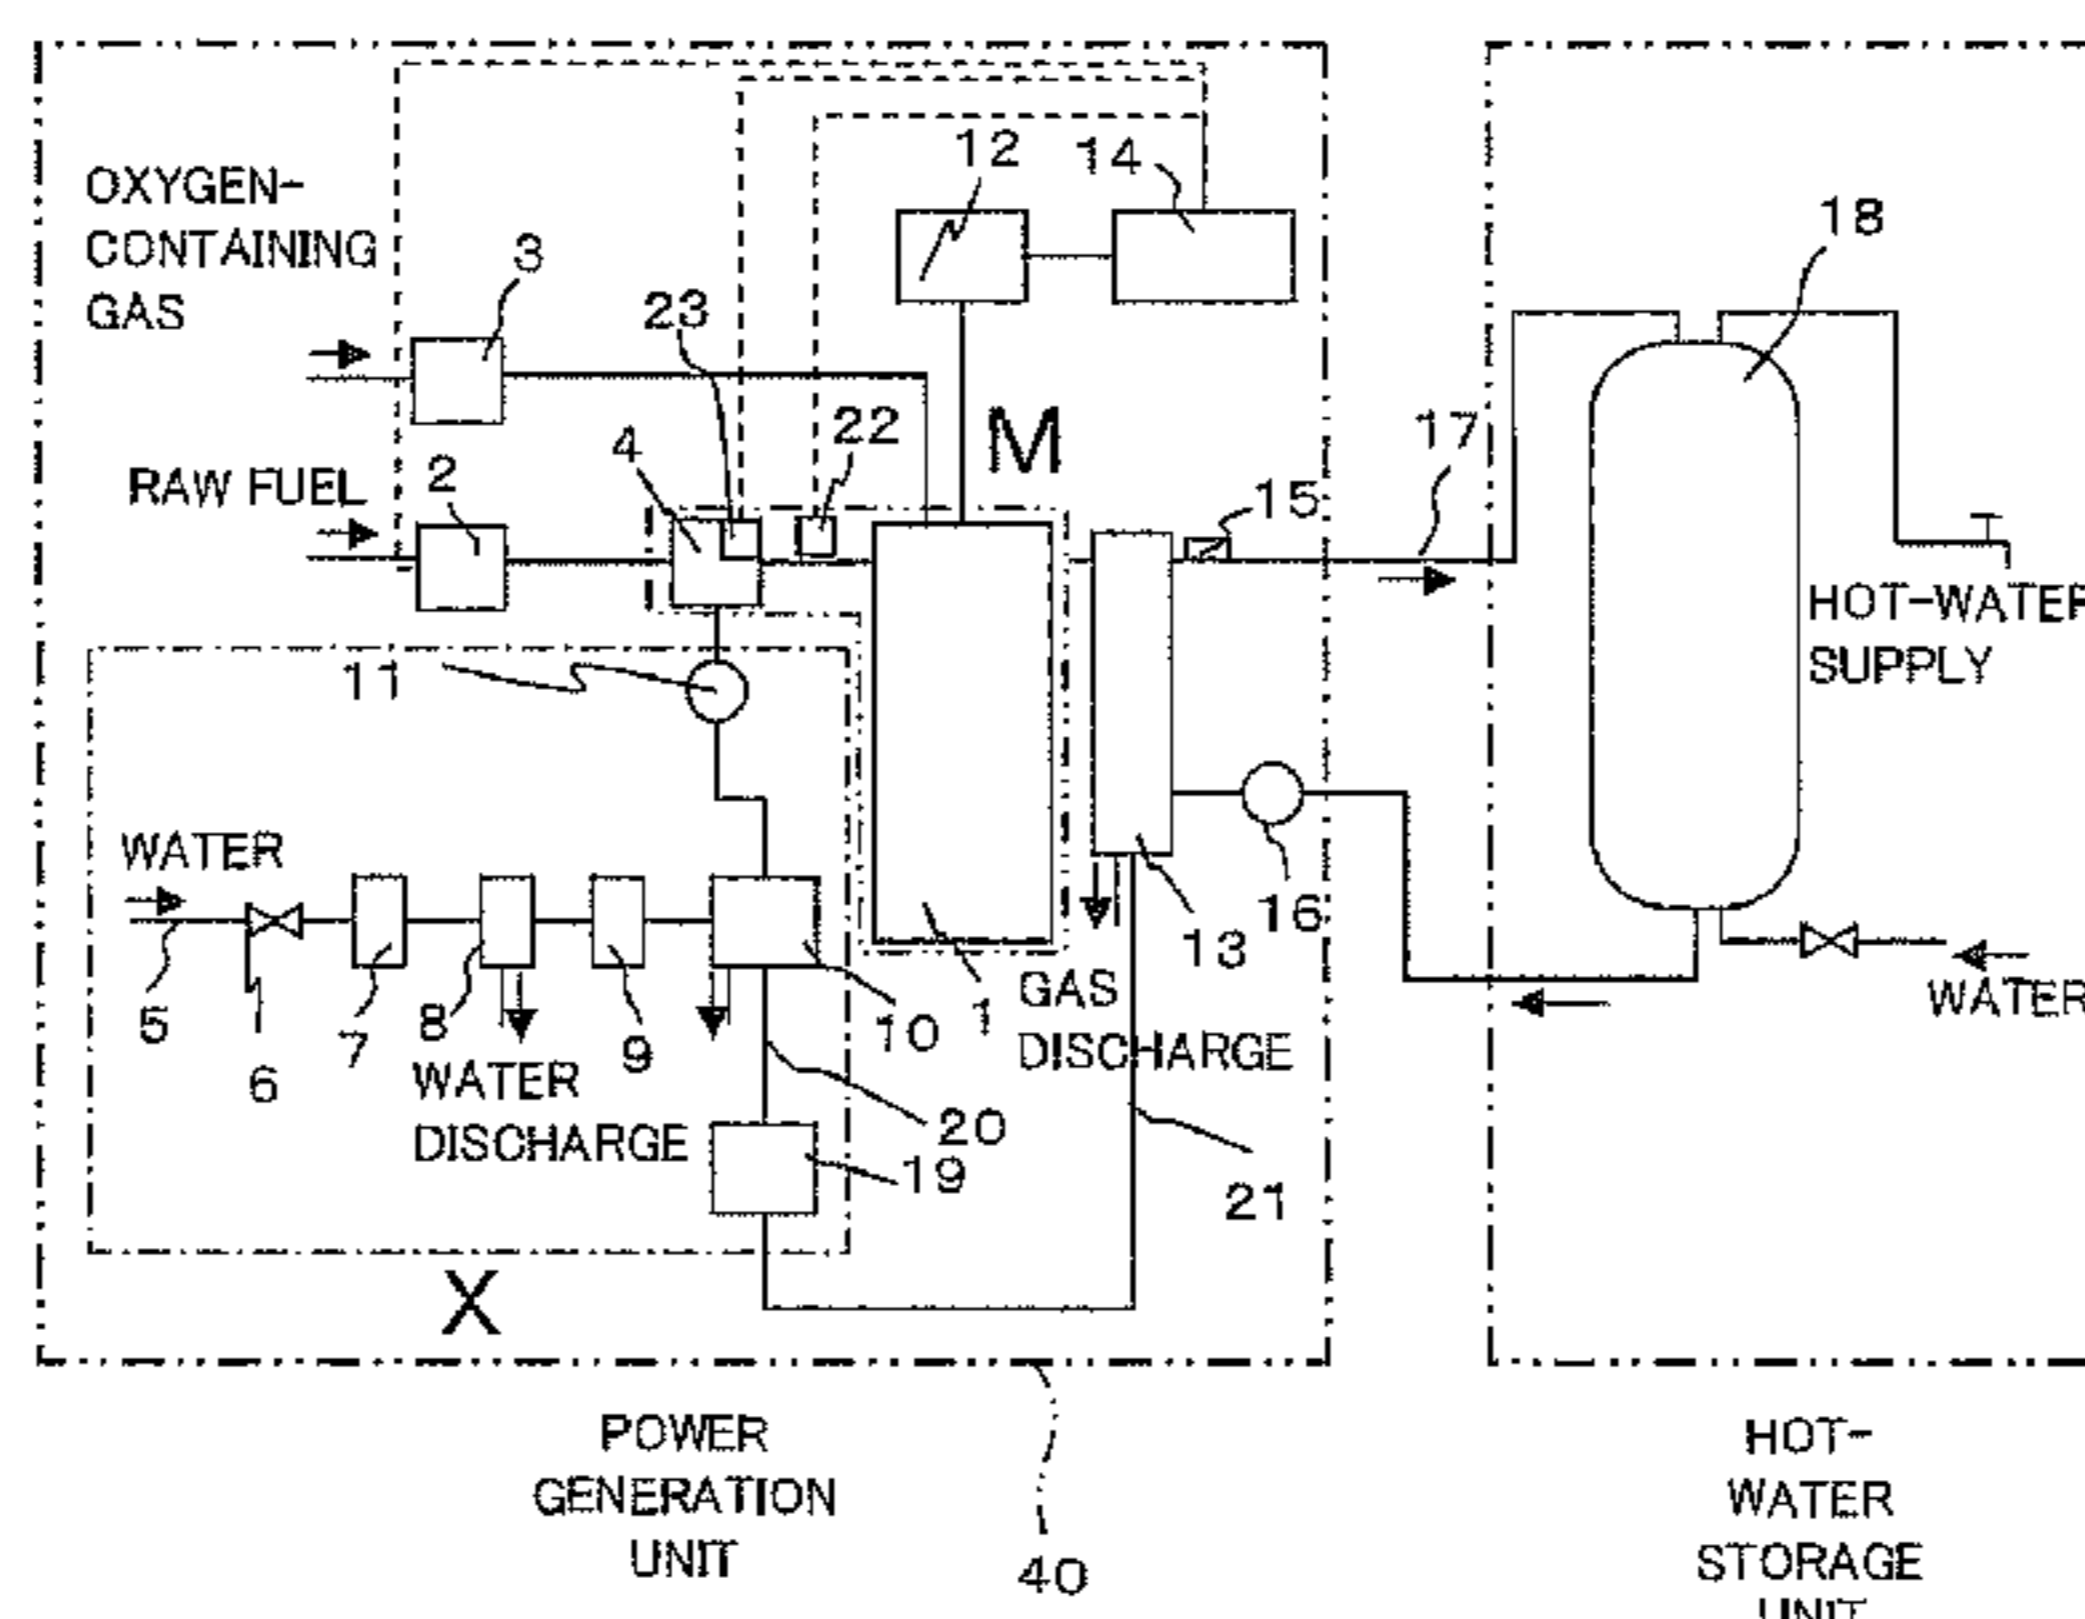 12
14
OXYGEN-
CONTAINING
GAS
3
18
23
4
22
M
17
RAW FUEL
2
15
HOT-WATER
SUPPLY
11
WATER
16
13
5
6
7
8
9
10
1
GAS
DISCHARGE
WATER
WATER
DISCHARGE
20
19
21
X
POWER
GENERATION
UNIT
40
HOT-
WATER
STORAGE
UNIT